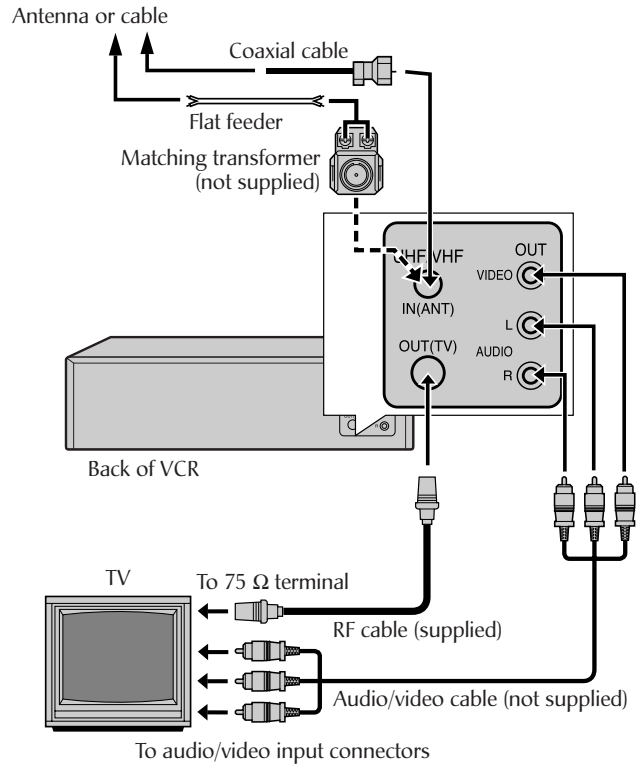 Antenna or cable
Coaxial cable
Flat feeder
Matching transformer
(not supplied)
UHF/VHF
OUT
VIDEO
IN(ANT)
L
OUT(TV)
AUDIO
R
Back of VCR
TV
To 75 Ω terminal
RF cable (supplied)
Audio/video cable (not supplied)
To audio/video input connectors